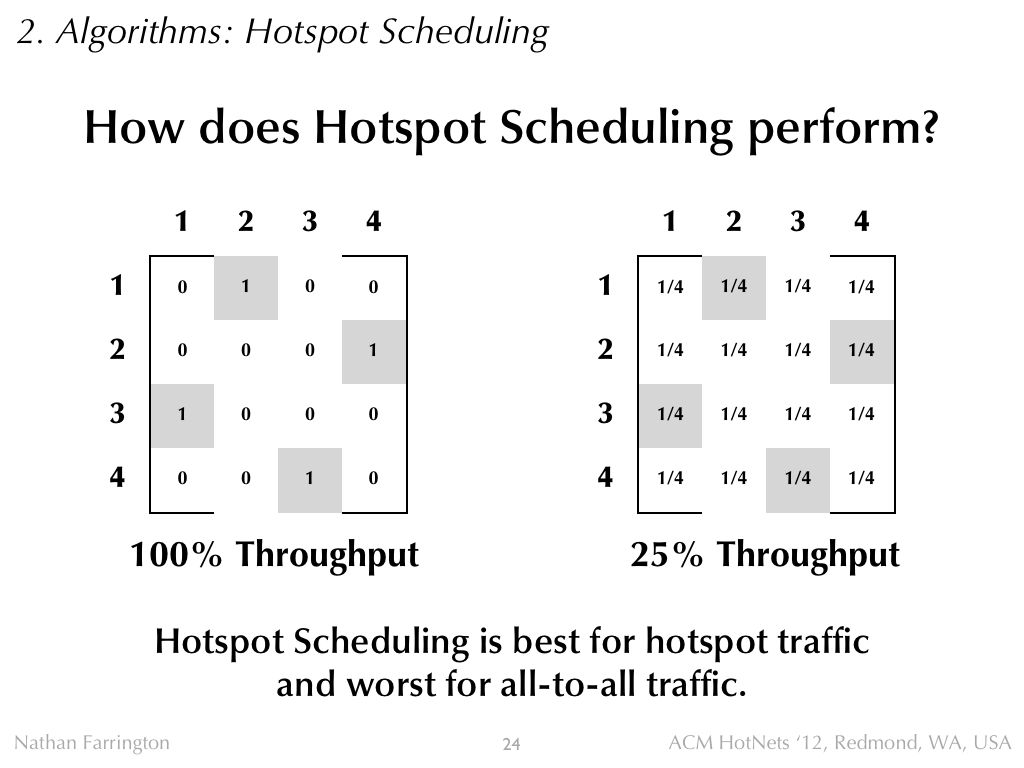 2. Algorithms: Hotspot Scheduling
How does Hotspot Scheduling perform?
1 2 3 4
1 0 1 0 0
2 0 0 0 1
3 1 0 0 0
4 0 0 1 0
100% Throughput
1 2 3 4
1 1/4 1/4 1/4 1/4
2 1/4 1/4 1/4 1/4
3 1/4 1/4 1/4 1/4
4 1/4 1/4 1/4 1/4
25% Throughput
Hotspot Scheduling is best for hotspot traffic
and worst for all-to-all traffic.
Nathan Farrington 24 ACM HotNets ‘12, Redmond, WA, USA